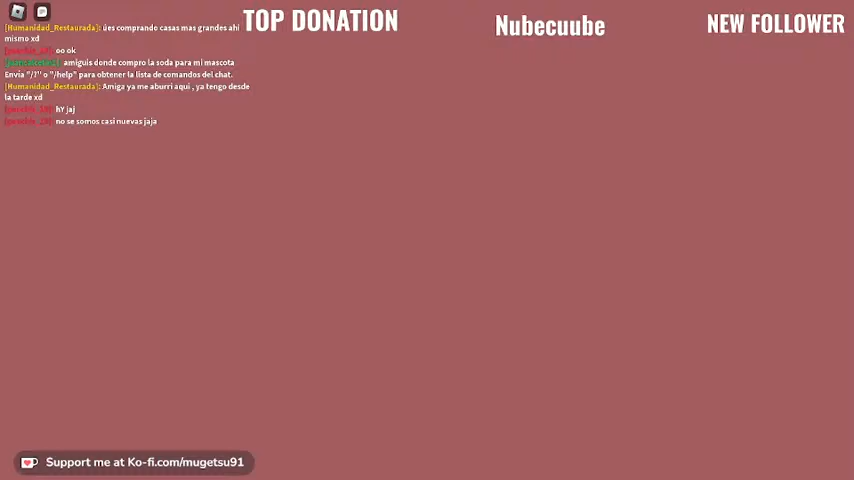 TOP DONATION
Nubecuube
NEW FOLLOWER
[Humanidad_Restaurada]: úes comprando casas mas grandes ahí
mismo xd
oo ok
amiguis donde compro la soda para mi mascota
Envia "/?" o "/help" para obtener la lista de comandos del chat.
[Humanidad_Restaurada]: Amiga ya me aburri aqui , ya tengo desde
la tarde xd
hY jaj
no se somos casi nuevas jaja
Support me at Ko-fi.com/mugetsu91